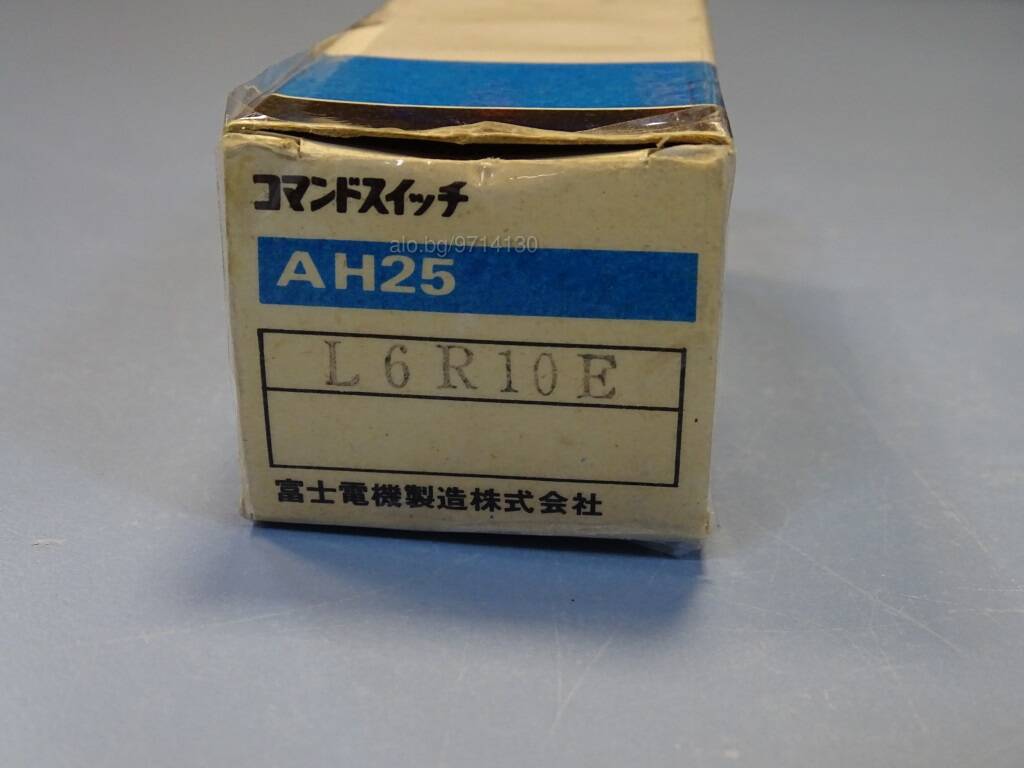 コマンドスイッチ
alo.bg/9714130
AH25
L6R10E
富士電機製造株式会社